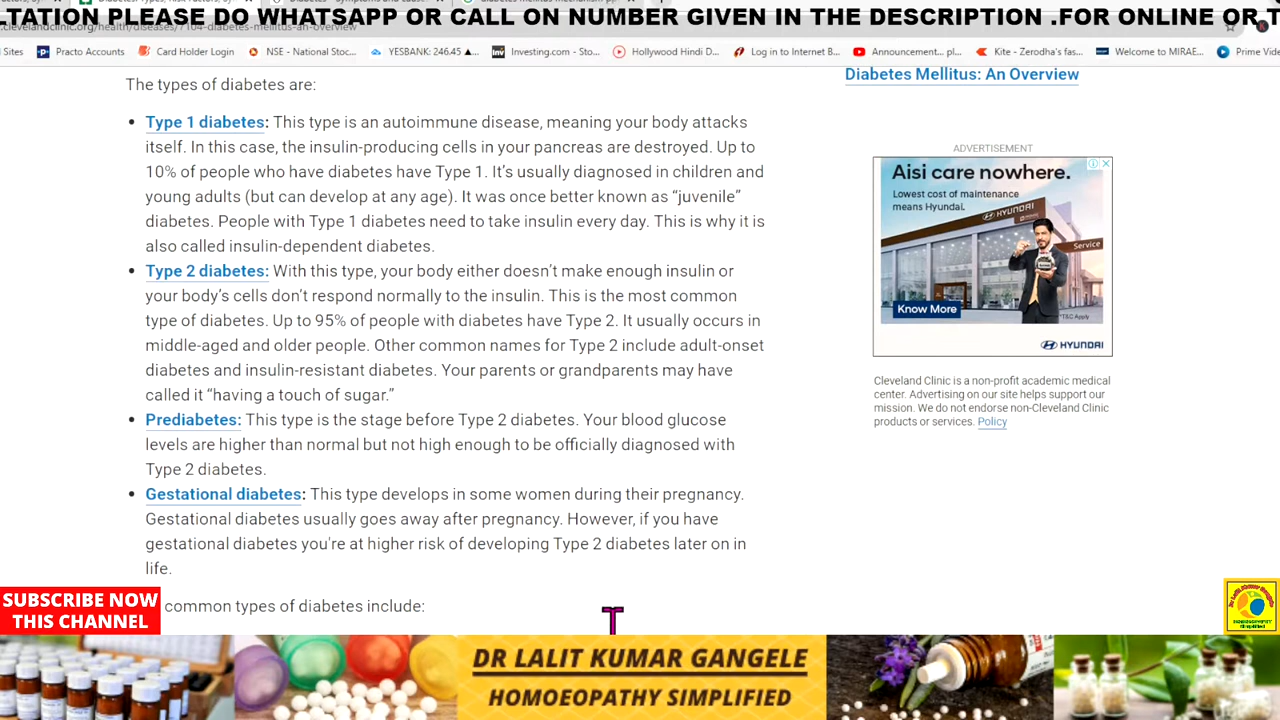 LTATION PLEASE WHATSAPP OR CALL ON NUMBER GIVEN IN THE DESCRIPTION .FOR ONLINE OR
.clevelandclinic.org/health/diseases/7104-diabetes-mellitus-an-overview
Sites Practo Accounts Card Holder Login NSE - National Stoc... YESBANK: 246.45 ▲... Investing.com - Sto... Hollywood Hindi D... Log in to Internet B... Announcement... pl... Kite - Zerodha's fas... Welcome to MIRAE... Prime Vide
The types of diabetes are:
• Type 1 diabetes: This type is an autoimmune disease, meaning your body attacks
itself. In this case, the insulin-producing cells in your pancreas are destroyed. Up to
10% of people who have diabetes have Type 1. It’s usually diagnosed in children and
young adults (but can develop at any age). It was once better known as “juvenile”
diabetes. People with Type 1 diabetes need to take insulin every day. This is why it is
also called insulin-dependent diabetes.
• Type 2 diabetes: With this type, your body either doesn’t make enough insulin or
your body’s cells don’t respond normally to the insulin. This is the most common
type of diabetes. Up to 95% of people with diabetes have Type 2. It usually occurs in
middle-aged and older people. Other common names for Type 2 include adult-onset
diabetes and insulin-resistant diabetes. Your parents or grandparents may have
called it “having a touch of sugar.”
• Prediabetes: This type is the stage before Type 2 diabetes. Your blood glucose
levels are higher than normal but not high enough to be officially diagnosed with
Type 2 diabetes.
• Gestational diabetes: This type develops in some women during their pregnancy.
Gestational diabetes usually goes away after pregnancy. However, if you have
gestational diabetes you're at higher risk of developing Type 2 diabetes later on in
life.
common types of diabetes include:
Diabetes Mellitus: An Overview
ADVERTISEMENT
Aisi care nowhere.
Lowest cost of maintenance
means Hyundai.
HYUNDAI
Service
Know More
*T&C Apply
HYUNDAI
Cleveland Clinic is a non-profit academic medical
center. Advertising on our site helps support our
mission. We do not endorse non-Cleveland Clinic
products or services. Policy
SUBSCRIBE NOW
THIS CHANNEL
DR LALIT KUMAR GANGELE
HOMOEOPATHY SIMPLIFIED